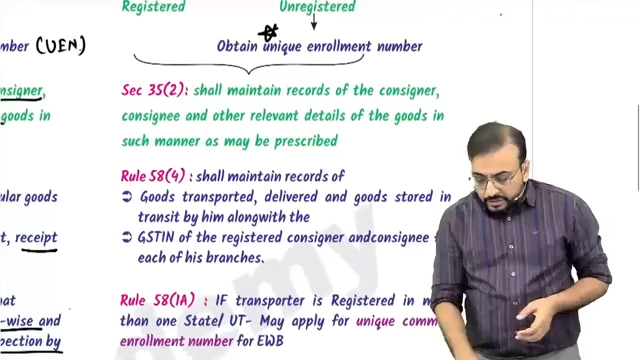 Registered
Unregistered
mber (UEN)
Obtain unique enrollment number
nsigner,
goods in
Sec 35(2): shall maintain records of the consigner,
consignee and other relevant details of the goods in
such manner as may be prescribed
Rule 58(4) : shall maintain records of
ular goods
➲ Goods transported, delivered and goods stored in
transit by him alongwith the
t, receipt
➲ GSTIN of the registered consigner andconsignee
each of his branches.
hat
-wise and
pection by
Rule 58(1A) : IF transporter is Registered in m
than one State/ UT- May apply for unique comm
enrollment number for EWB